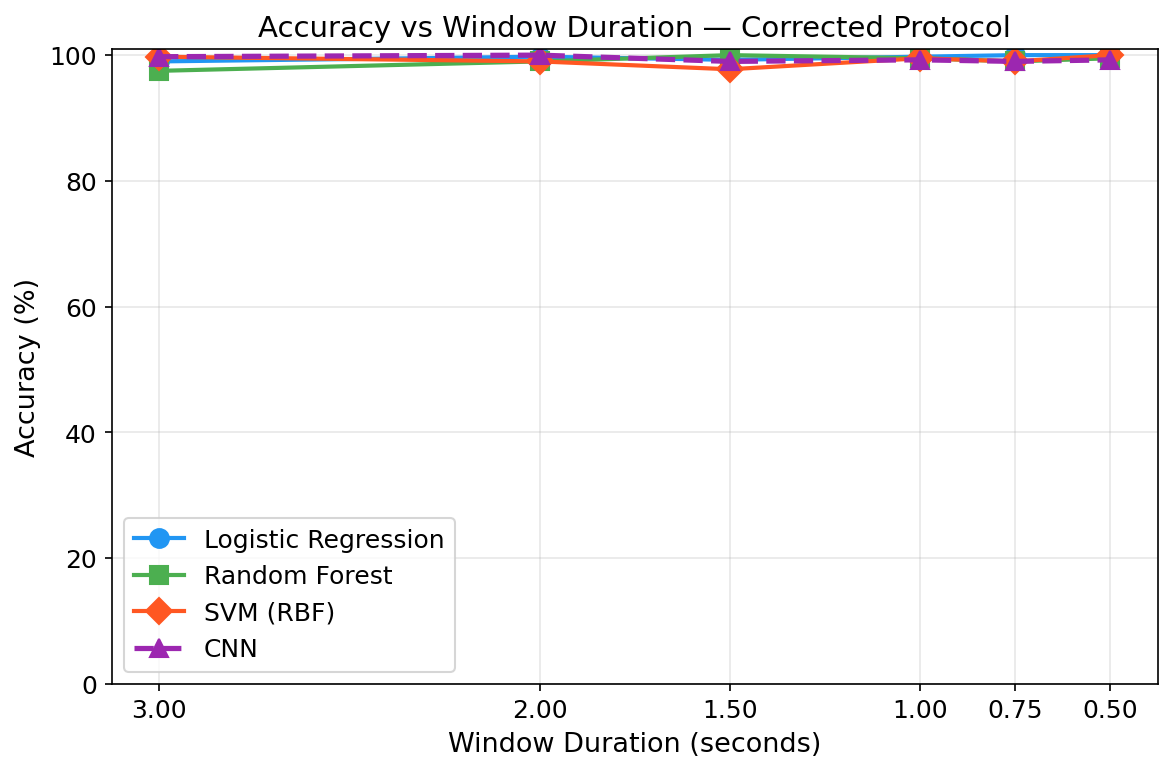 Accuracy vs Window Duration — Corrected Protocol
Accuracy (%)
100
80
60
40
20
0
Logistic Regression
Random Forest
SVM (RBF)
CNN
3.00 2.00 1.50 1.00 0.75 0.50
Window Duration (seconds)